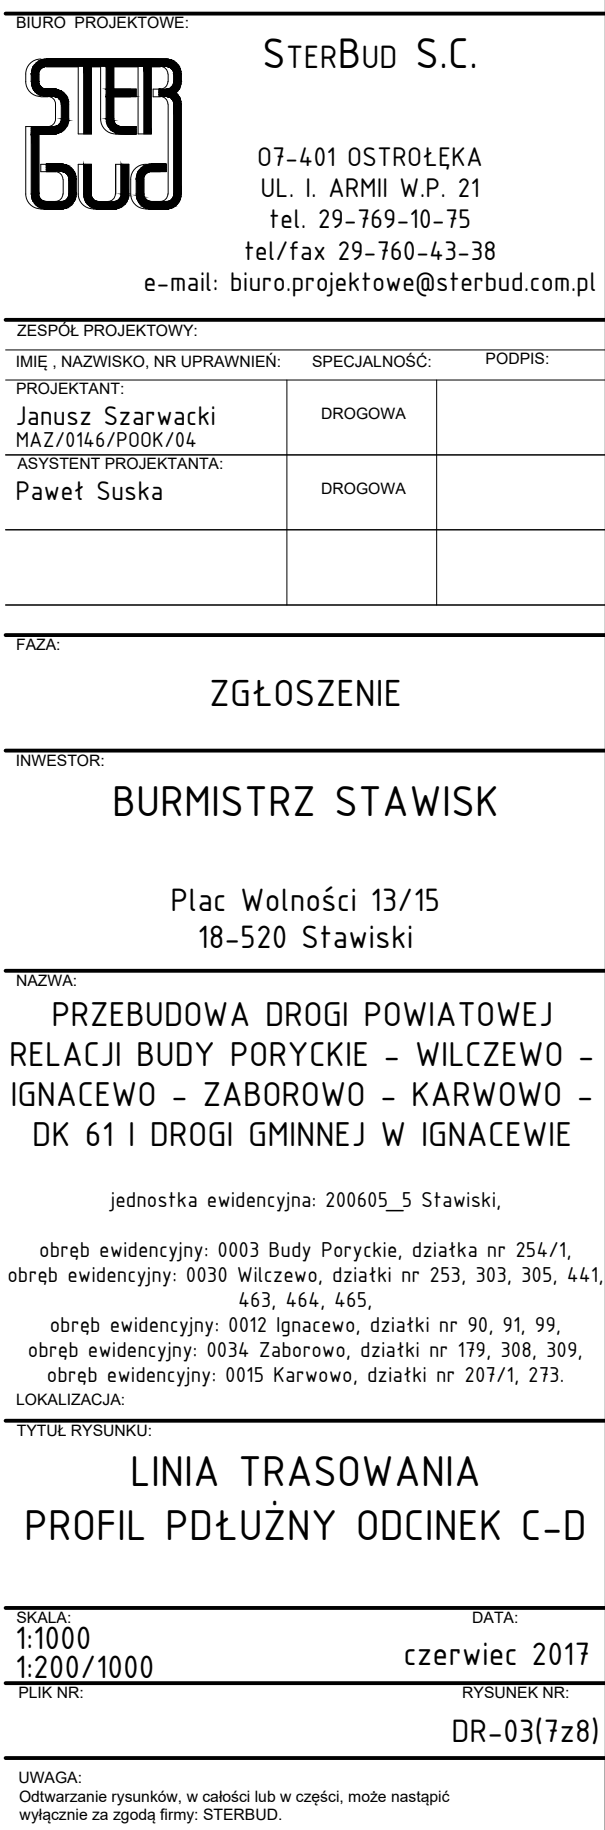 BIURO PROJEKTOWE:
STER
bud
STERBUD S.C.
07-401 OSTROŁĘKA
UL. I. ARMII W.P. 21
tel. 29-769-10-75
tel/fax 29-760-43-38
e-mail: biuro.projektowe@sterbud.com.pl
ZESPÓŁ PROJEKTOWY:
IMIĘ , NAZWISKO, NR UPRAWNIEŃ: SPECJALNOŚĆ: PODPIS:
PROJEKTANT:
Janusz Szarwacki DROGOWA
MAZ/0146/POOK/04
ASYSTENT PROJEKTANTA:
Paweł Suska DROGOWA
FAZA:
ZGŁOSZENIE
INWESTOR:
BURMISTRZ STAWISK
Plac Wolności 13/15
18-520 Stawiski
NAZWA:
PRZEBUDOWA DROGI POWIATOWEJ
RELACJI BUDY PORYCKIE - WILCZEWO -
IGNACEWO - ZABOROWO - KARWOWO -
DK 61 I DROGI GMINNEJ W IGNACEWIE
jednostka ewidencyjna: 200605_5 Stawiski,
obręb ewidencyjny: 0003 Budy Poryckie, działka nr 254/1,
obręb ewidencyjny: 0030 Wilczewo, działki nr 253, 303, 305, 441,
463, 464, 465,
obręb ewidencyjny: 0012 Ignacewo, działki nr 90, 91, 99,
obręb ewidencyjny: 0034 Zaborowo, działki nr 179, 308, 309,
obręb ewidencyjny: 0015 Karwowo, działki nr 207/1, 273.
LOKALIZACJA:
TYTUŁ RYSUNKU:
LINIA TRASOWANIA
PROFIL PDŁUŻNY ODCINEK C-D
SKALA: DATA:
1:1000
1:200/1000 czerwiec 2017
PLIK NR: RYSUNEK NR:
DR-03(7z8)
UWAGA:
Odtwarzanie rysunków, w całości lub w części, może nastąpić
wyłącznie za zgodą firmy: STERBUD.